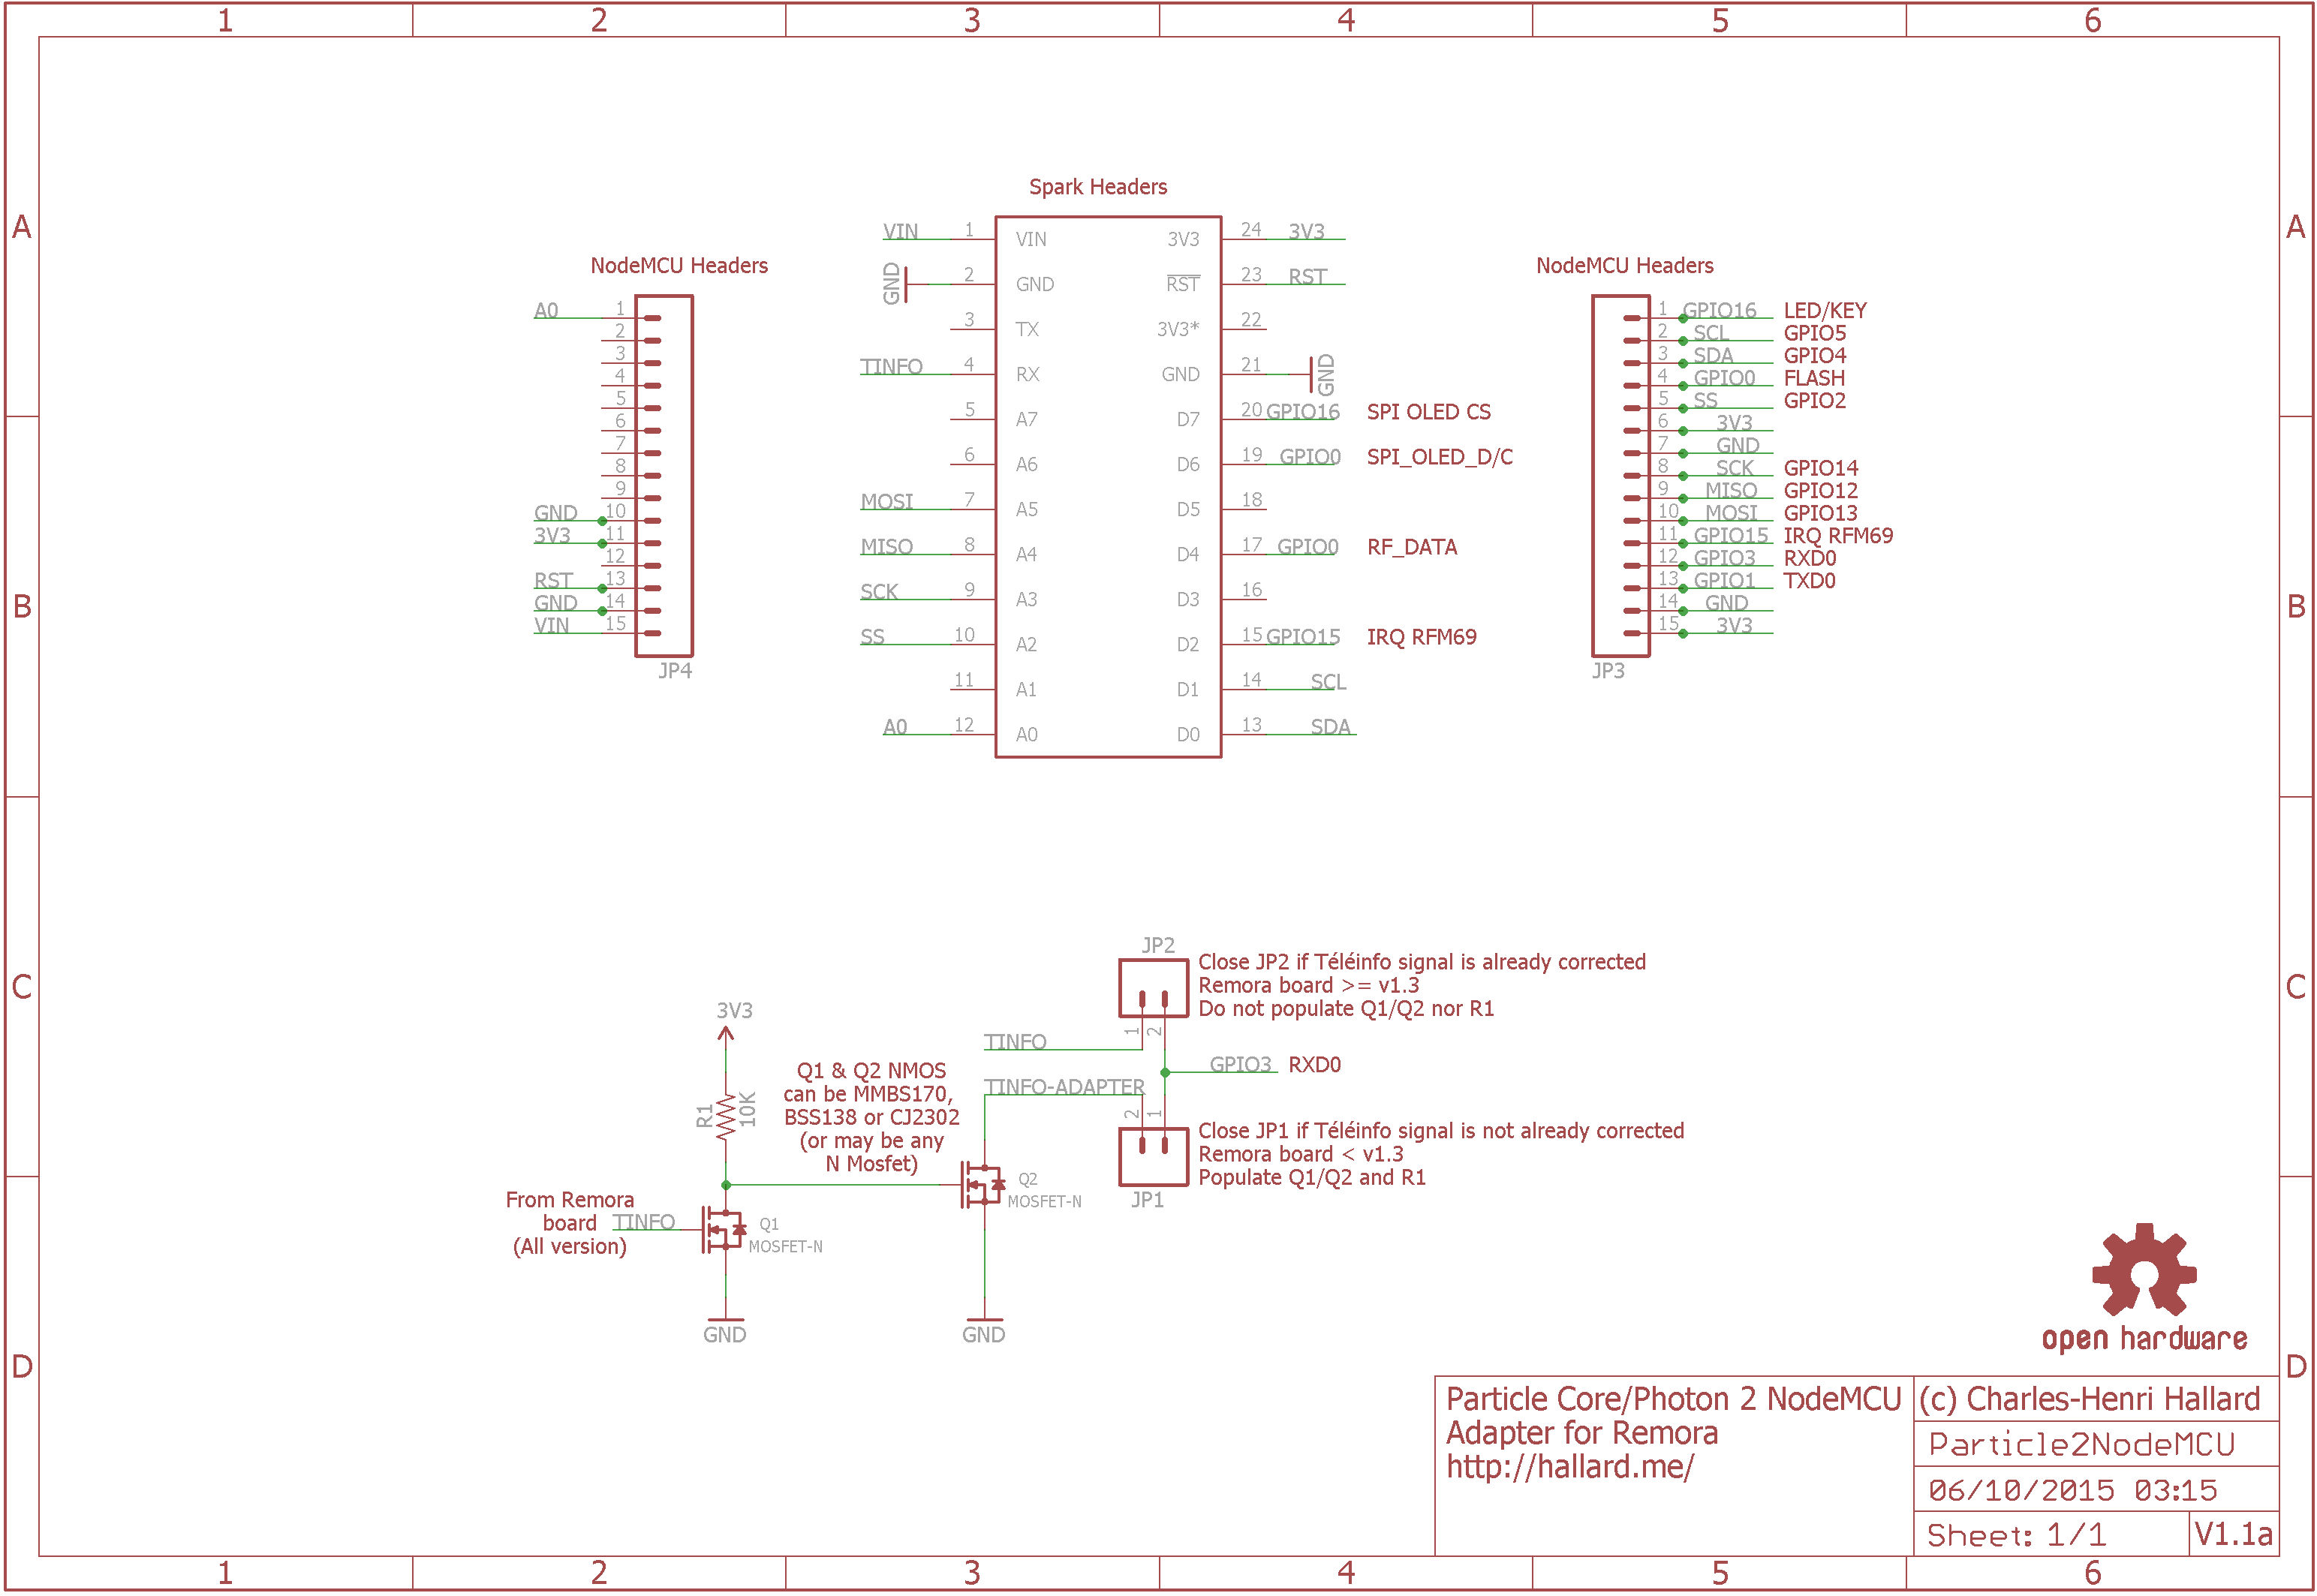 1 2 3 4 5 6
A A
B B
C C
D D
Spark Headers
VIN 1 VIN 3V3 24 3V3
GND 2 GND RST 23 RST
3 TX 3V3* 22
TINFO 4 RX GND 21 GND
5 A7 D7 20 GPIO16 SPI OLED CS
6 A6 D6 19 GPIO0 SPI_OLED_D/C
MOSI 7 A5 D5 18
MISO 8 A4 D4 17 GPIO0 RF_DATA
SCK 9 A3 D3 16
SS 10 A2 D2 15 GPIO15 IRQ RFM69
11 A1 D1 14 SCL
A0 12 A0 D0 13 SDA
NodeMCU Headers
A0 1
2
3
4
5
6
7
8
9
GND 10
3V3 11
12
RST 13
GND 14
VIN 15
JP4
NodeMCU Headers
1 GPIO16 LED/KEY
2 SCL GPIO5
3 SDA GPIO4
4 GPIO0 FLASH
5 SS GPIO2
6 3V3
7 GND
8 SCK GPIO14
9 MISO GPIO12
10 MOSI GPIO13
11 GPIO15 IRQ RFM69
12 GPIO3 RXD0
13 GPIO1 TXD0
14 GND
15 3V3
JP3
JP2
Close JP2 if Téléinfo signal is already corrected
Remora board >= v1.3
Do not populate Q1/Q2 nor R1
1 2
TINFO
GPIO3 RXD0
TINFO-ADAPTER
2 1
Close JP1 if Téléinfo signal is not already corrected
Remora board < v1.3
Populate Q1/Q2 and R1
JP1
3V3
R1 10K
Q1 & Q2 NMOS
can be MMBS170,
BSS138 or CJ2302
(or may be any
N Mosfet)
Q2
MOSFET-N
From Remora
board
(All version)
TINFO
Q1
MOSFET-N
GND
GND
open hardware
Particle Core/Photon 2 NodeMCU
Adapter for Remora
http://hallard.me/
(c) Charles-Henri Hallard
Particle2NodeMCU
06/10/2015 03:15
Sheet: 1/1
V1.1a
1 2 3 4 5 6